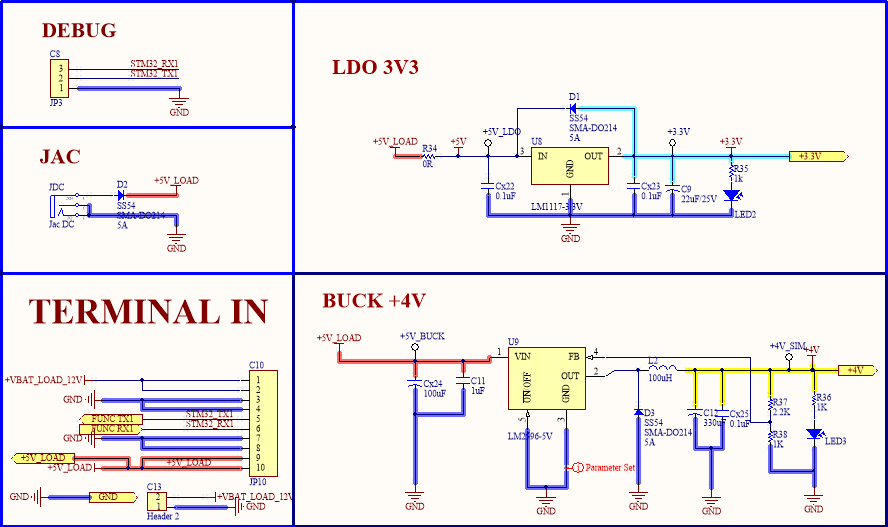 DEBUG
C8
3
2
1
STM32_RX1
STM32_TX1
JP3
GND
JAC
JDC
Jac DC
D2
SS54
SMA-DO214
5A
+5V_LOAD
GND
TERMINAL IN
C10
+VBAT_LOAD_12V
1
2
GND
3
4
FUNC TX1
STM32_TX1
5
FUNC RX1
STM32_RX1
6
GND
7
8
+5V_LOAD
9
+5V_LOAD
+5V_LOAD
10
JP10
GND
GND
C13
2
1
Header 2
+VBAT_LOAD_12V
GND
LDO 3V3
D1
SS54
SMA-DO214
5A
+5V_LOAD
R34
0R
+5V
+5V_LDO
U8
3
IN
OUT
2
GND
1
LM1117-3.3V
+3.3V
+3.3V
+3.3V
Cx22
0.1uF
Cx23
0.1uF
C9
22uF/25V
R35
1k
LED2
GND
BUCK +4V
+5V_LOAD
+5V_BUCK
U9
1
VIN
FB
4
OUT
2
ON\OFF
GND
5
3
LM2596-5V
Cx24
100uF
C11
1uF
L2
100uH
D3
SS54
SMA-DO214
5A
C12
330uF
Cx25
0.1uF
+4V_SIM
+4V
+4V
R37
2.2K
R38
1K
R36
1K
LED3
Parameter Set
GND
GND
GND
GND
GND